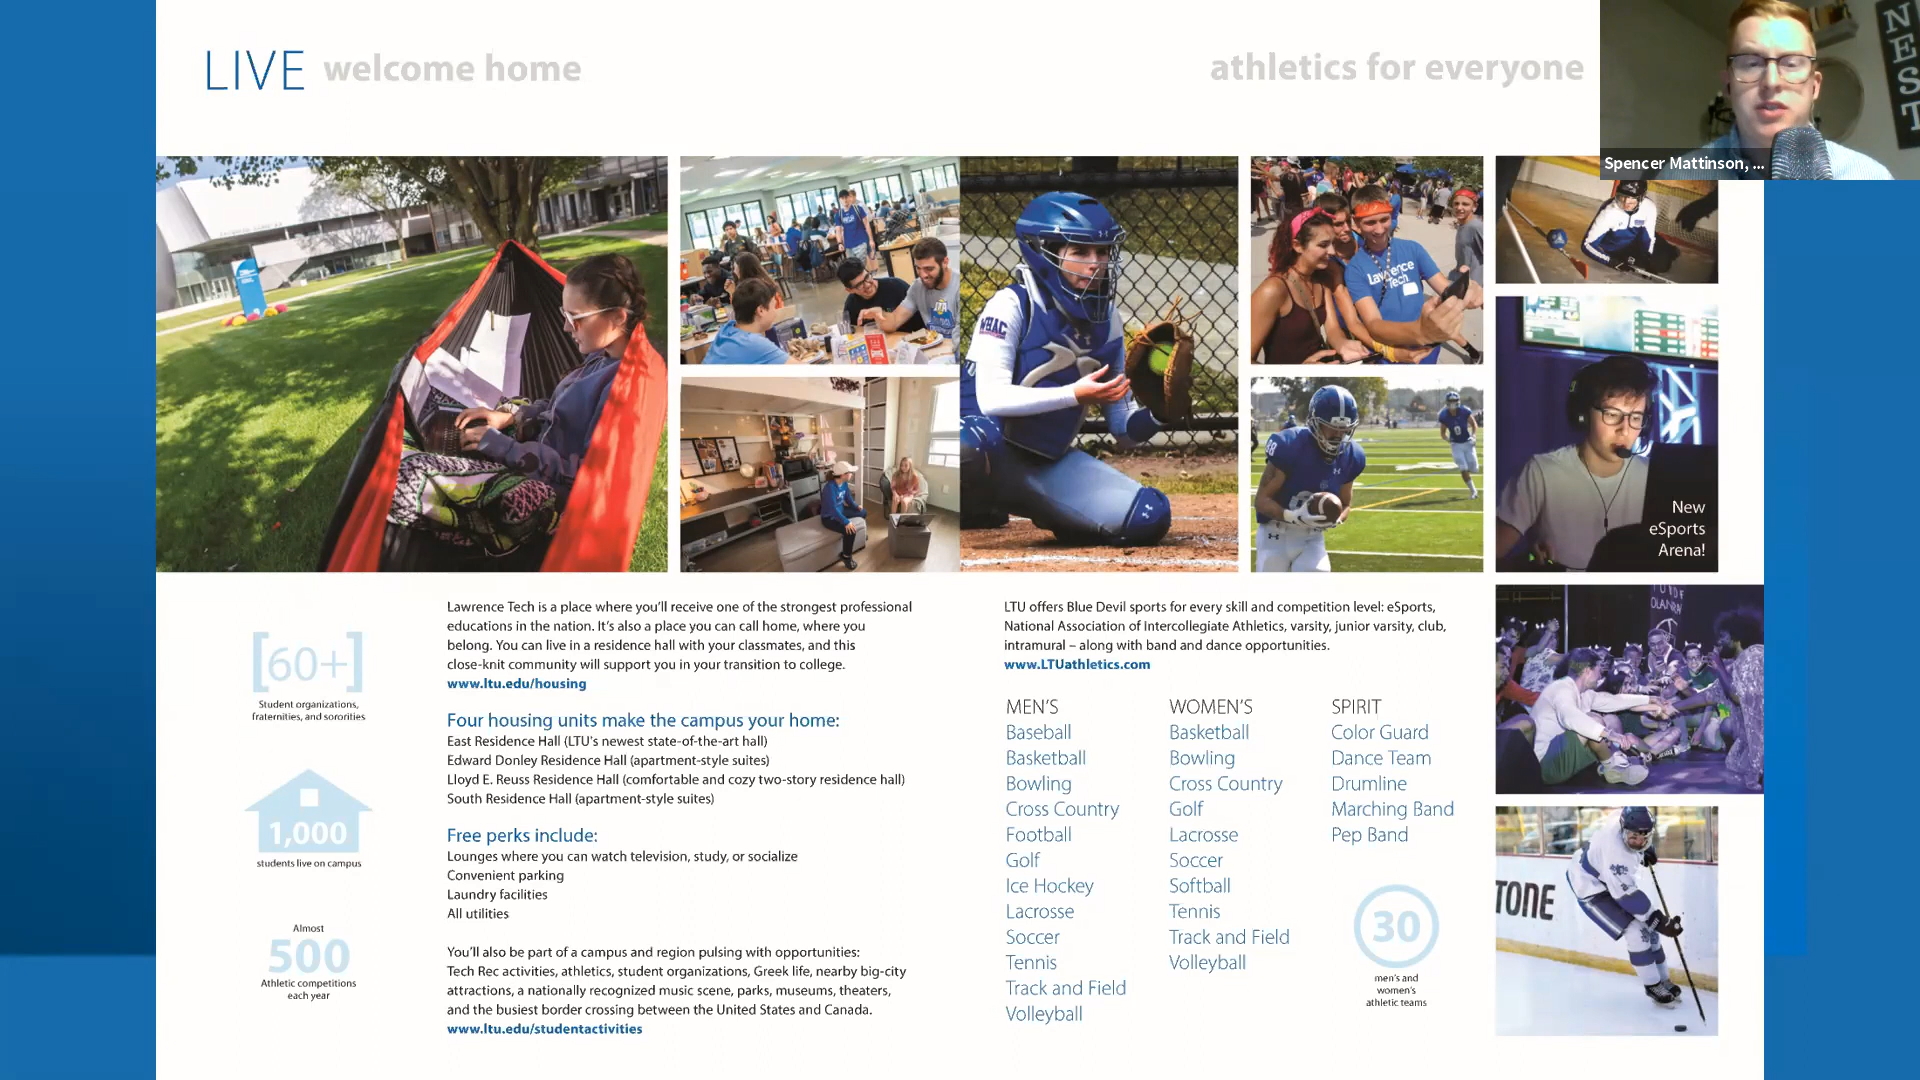 LIVE welcome home
athletics for everyone
NEST
Spencer Mattinson, ...
WHAC
Lawrence
Tech
New
eSports
Arena!
TONE
[60+]
Student organizations,
fraternities, and sororities
1,000
students live on campus
Almost
500
Athletic competitions
each year
Lawrence Tech is a place where you'll receive one of the strongest professional
educations in the nation. It's also a place you can call home, where you
belong. You can live in a residence hall with your classmates, and this
close-knit community will support you in your transition to college.
www.ltu.edu/housing
Four housing units make the campus your home:
East Residence Hall (LTU's newest state-of-the-art hall)
Edward Donley Residence Hall (apartment-style suites)
Lloyd E. Reuss Residence Hall (comfortable and cozy two-story residence hall)
South Residence Hall (apartment-style suites)
Free perks include:
Lounges where you can watch television, study, or socialize
Convenient parking
Laundry facilities
All utilities
You'll also be part of a campus and region pulsing with opportunities:
Tech Rec activities, athletics, student organizations, Greek life, nearby big-city
attractions, a nationally recognized music scene, parks, museums, theaters,
and the busiest border crossing between the United States and Canada.
www.ltu.edu/studentactivities
LTU offers Blue Devil sports for every skill and competition level: eSports,
National Association of Intercollegiate Athletics, varsity, junior varsity, club,
intramural – along with band and dance opportunities.
www.LTUathletics.com
MEN'S
Baseball
Basketball
Bowling
Cross Country
Football
Golf
Ice Hockey
Lacrosse
Soccer
Tennis
Track and Field
Volleyball
WOMEN'S
Basketball
Bowling
Cross Country
Golf
Lacrosse
Soccer
Softball
Tennis
Track and Field
Volleyball
SPIRIT
Color Guard
Dance Team
Drumline
Marching Band
Pep Band
30
men's and
women's
athletic teams